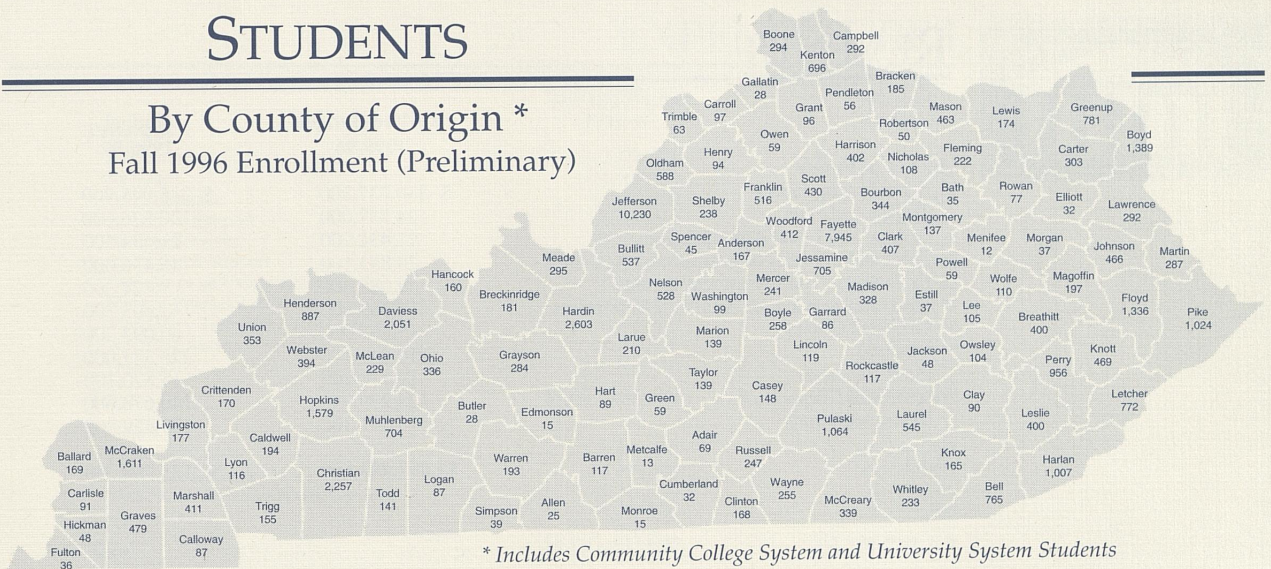 STUDENTS
By County of Origin *
Fall 1996 Enrollment (Preliminary)
Boone
294
Kenton
696
Campbell
292
Gallatin
28
Pendleton
56
Bracken
185
Carroll
97
Trimble
63
Grant
96
Mason
463
Robertson
50
Lewis
174
Greenup
781
Boyd
1,389
Owen
59
Henry
94
Oldham
588
Harrison
402
Nicholas
108
Fleming
222
Carter
303
Scott
430
Franklin
516
Bourbon
344
Bath
35
Rowan
77
Elliott
32
Lawrence
292
Jefferson
10,230
Shelby
238
Woodford
412
Fayette
7,945
Montgomery
137
Clark
407
Menifee
12
Morgan
37
Johnson
466
Martin
287
Spencer
45
Anderson
167
Bullitt
537
Jessamine
705
Powell
59
Meade
295
Hancock
160
Breckinridge
181
Nelson
528
Mercer
241
Washington
99
Madison
328
Estill
37
Wolfe
110
Magoffin
197
Floyd
1,336
Pike
1,024
Henderson
887
Daviess
2,051
Hardin
2,603
Boyle
258
Garrard
86
Lee
105
Breathitt
400
Union
353
Larue
210
Marion
139
Lincoln
119
Jackson
48
Owsley
104
Knott
469
Perry
956
Webster
394
McLean
229
Ohio
336
Grayson
284
Taylor
139
Casey
148
Rockcastle
117
Clay
90
Letcher
772
Crittenden
170
Hopkins
1,579
Muhlenberg
704
Butler
28
Edmonson
15
Hart
89
Green
59
Pulaski
1,064
Laurel
545
Leslie
400
Livingston
177
Caldwell
194
Adair
69
Russell
247
Knox
165
Harlan
1,007
Ballard
169
McCraken
1,611
Lyon
116
Christian
2,257
Todd
141
Logan
87
Warren
193
Barren
117
Metcalfe
13
Cumberland
32
Clinton
168
Wayne
255
McCreary
339
Whitley
233
Bell
765
Carlisle
91
Graves
479
Marshall
411
Trigg
155
Simpson
39
Allen
25
Monroe
15
Hickman
48
Calloway
87
Fulton
36
* Includes Community College System and University System Students